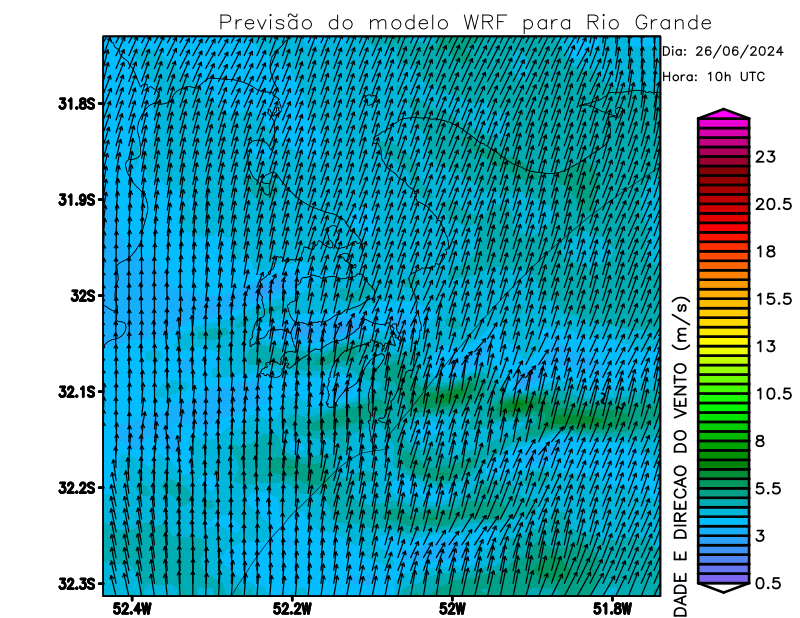 Previsão do modelo WRF para Rio Grande
Dia: 26/06/2024
Hora: 10h UTC
31.8S
31.9S
32S
32.1S
32.2S
32.3S
52.4W
52.2W
52W
51.8W
DADE E DIRECAO DO VENTO (m/s)
23
20.5
18
15.5
13
10.5
8
5.5
3
0.5